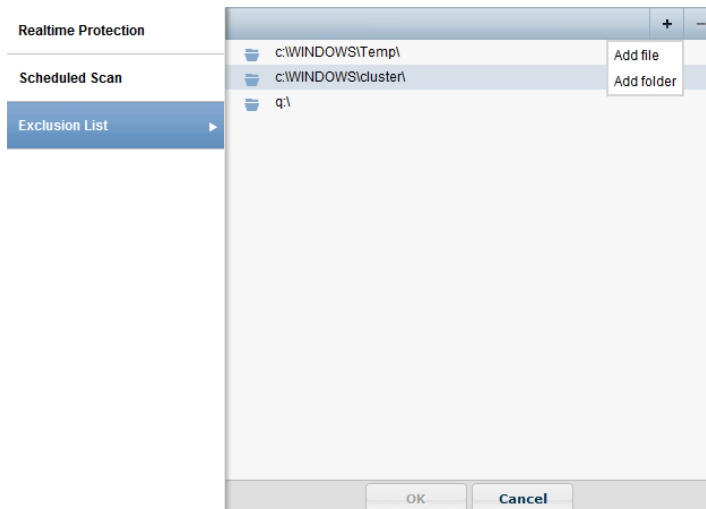 Realtime Protection
Scheduled Scan
Exclusion List
+ −
c:\WINDOWS\Temp\
c:\WINDOWS\cluster\
q:\
Add file
Add folder
OK
Cancel